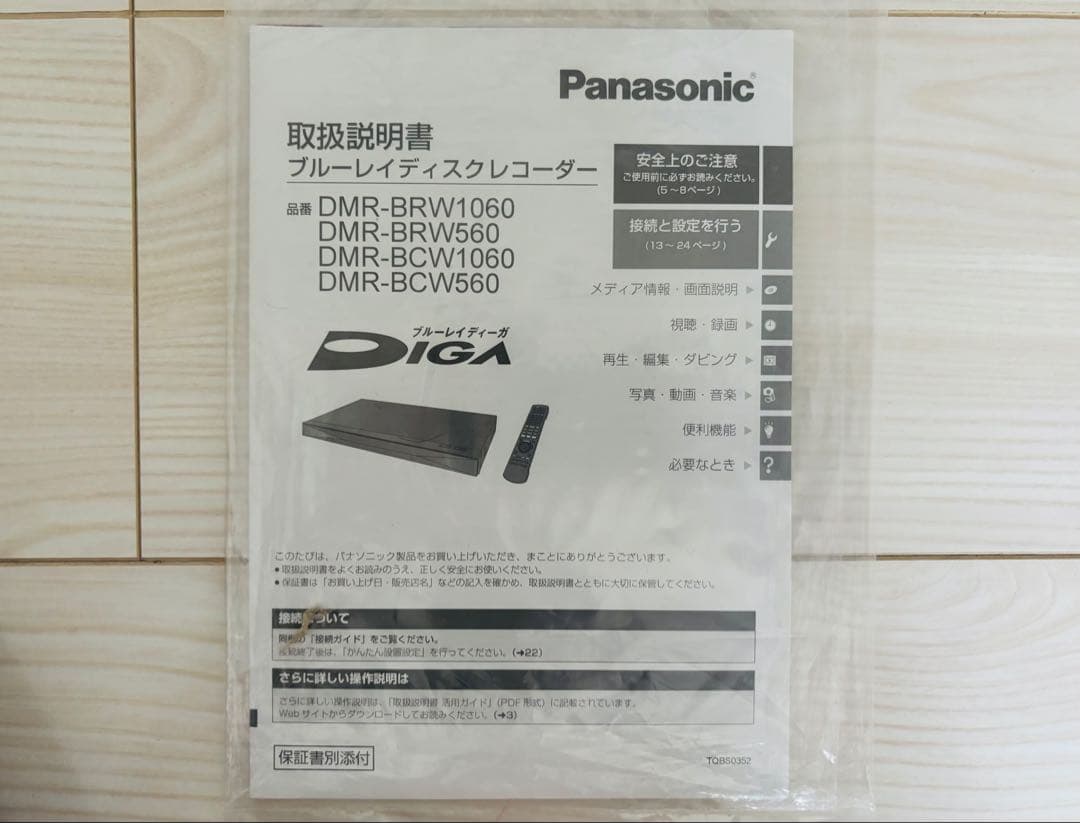 Panasonic®
取扱説明書
ブルーレイディスクレコーダー
品番 DMR-BRW1060
DMR-BRW560
DMR-BCW1060
DMR-BCW560
ブルーレイディーガ
DIGA
安全上のご注意
ご使用前に必ずお読みください。
(5～8ページ)
接続と設定を行う
(13～24ページ)
メディア情報・画面説明 ▶
視聴・録画 ▶
再生・編集・ダビング ▶
写真・動画・音楽 ▶
便利機能 ▶
必要なとき ▶ ?
このたびは、パナソニック製品をお買い上げいただき、まことにありがとうございます。
●取扱説明書をよくお読みのうえ、正しく安全にお使いください。
●保証書は「お買い上げ日・販売店名」などの記入を確かめ、取扱説明書とともに大切に保管してください。
接続について
同梱の「接続ガイド」をご覧ください。
接続終了後は、「かんたん設置設定」を行ってください。(➔22)
さらに詳しい操作説明は
さらに詳しい操作説明は、「取扱説明書 活用ガイド」(PDF形式)に記載されています。
Webサイトからダウンロードしてお読みください。(➔3)
保証書別添付
TQBS0352